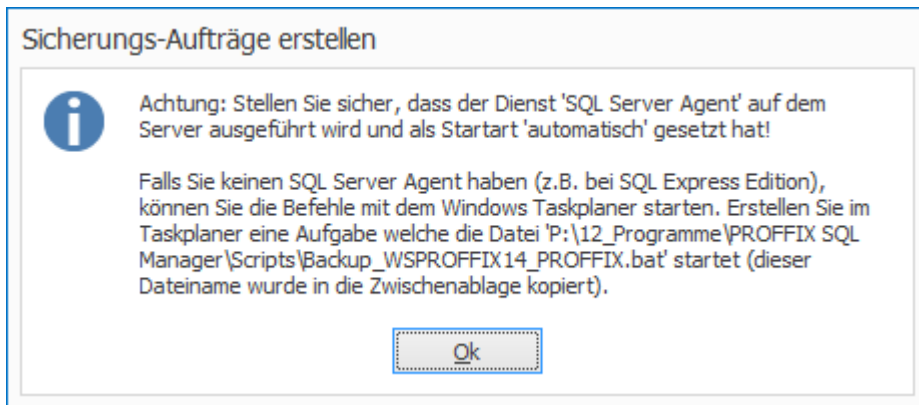 Sicherungs-Aufträge erstellen
Achtung: Stellen Sie sicher, dass der Dienst 'SQL Server Agent' auf dem
Server ausgeführt wird und als Startart 'automatisch' gesetzt hat!
Falls Sie keinen SQL Server Agent haben (z.B. bei SQL Express Edition),
können Sie die Befehle mit dem Windows Taskplaner starten. Erstellen Sie im
Taskplaner eine Aufgabe welche die Datei 'P:\12_Programme\PROFFIX SQL
Manager\Scripts\Backup_WSPROFFIX14_PROFFIX.bat' startet (dieser
Dateiname wurde in die Zwischenablage kopiert).
Ok